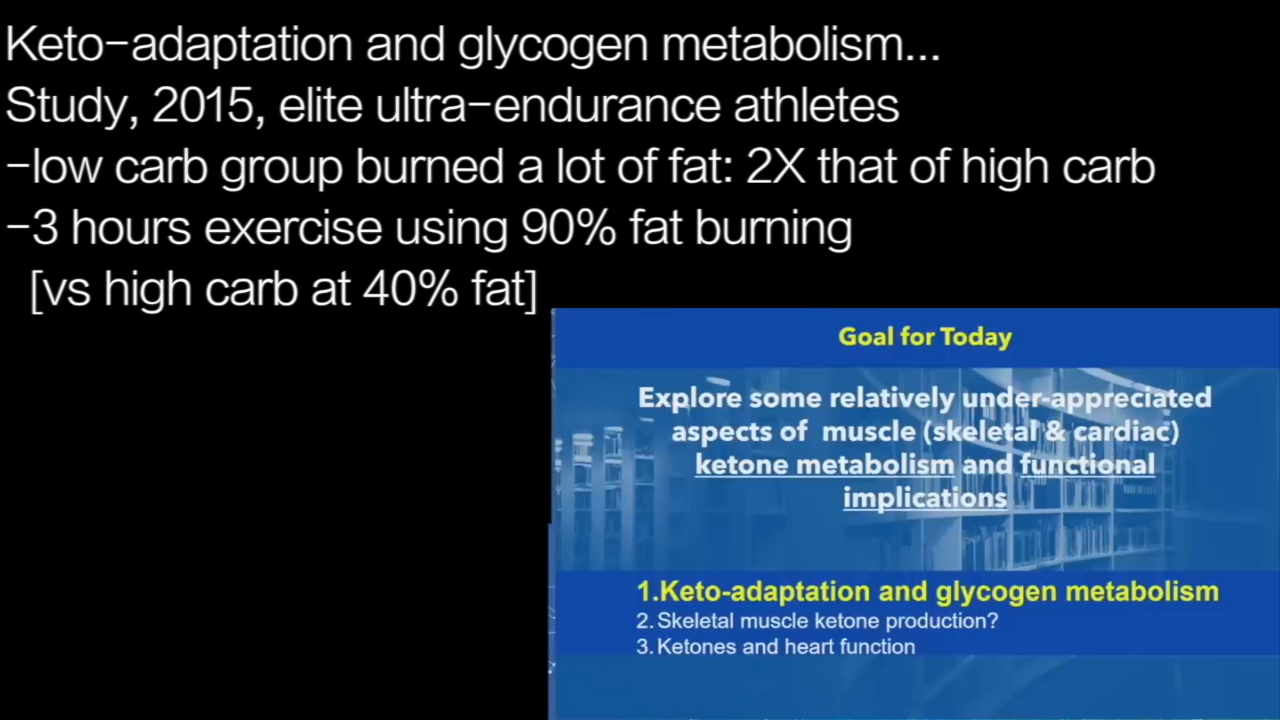 Keto-adaptation and glycogen metabolism...
Study, 2015, elite ultra-endurance athletes
-low carb group burned a lot of fat: 2X that of high carb
-3 hours exercise using 90% fat burning
[vs high carb at 40% fat]
Goal for Today
Explore some relatively under-appreciated
aspects of muscle (skeletal & cardiac)
ketone metabolism and functional
implications
1.Keto-adaptation and glycogen metabolism
2. Skeletal muscle ketone production?
3. Ketones and heart function